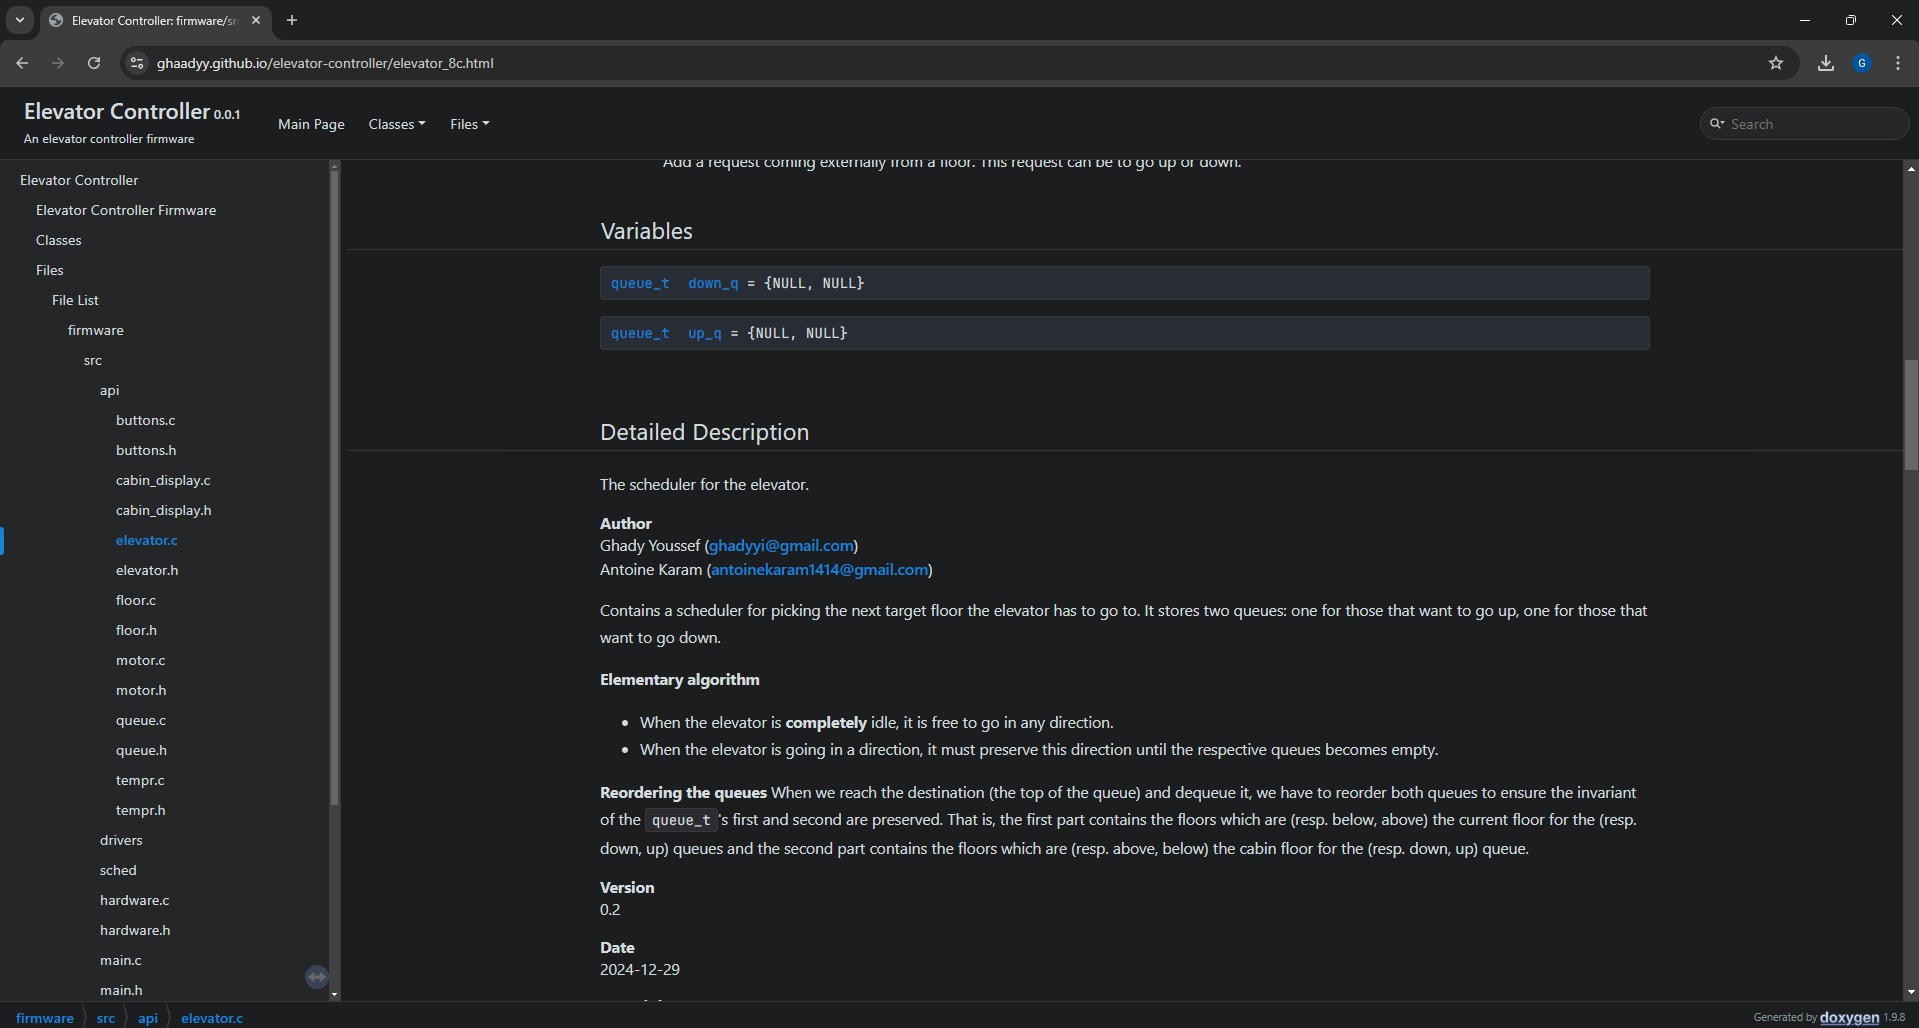 Elevator Controller: firmware/sr
ghaadyy.github.io/elevator-controller/elevator_8c.html
G
Elevator Controller 0.0.1
An elevator controller firmware
Main Page
Classes
Files
Search
Elevator Controller
Elevator Controller Firmware
Classes
Files
File List
firmware
src
api
buttons.c
buttons.h
cabin_display.c
cabin_display.h
elevator.c
elevator.h
floor.c
floor.h
motor.c
motor.h
queue.c
queue.h
tempr.c
tempr.h
drivers
sched
hardware.c
hardware.h
main.c
main.h
Add a request coming externally from a floor. This request can be to go up or down.
Variables
queue_t down_q = {NULL, NULL}
queue_t up_q = {NULL, NULL}
Detailed Description
The scheduler for the elevator.
Author
Ghady Youssef (ghadyyi@gmail.com)
Antoine Karam (antoinekaram1414@gmail.com)
Contains a scheduler for picking the next target floor the elevator has to go to. It stores two queues: one for those that want to go up, one for those that
want to go down.
Elementary algorithm
• When the elevator is completely idle, it is free to go in any direction.
• When the elevator is going in a direction, it must preserve this direction until the respective queues becomes empty.
Reordering the queues When we reach the destination (the top of the queue) and dequeue it, we have to reorder both queues to ensure the invariant
of the queue_t 's first and second are preserved. That is, the first part contains the floors which are (resp. below, above) the current floor for the (resp.
down, up) queues and the second part contains the floors which are (resp. above, below) the cabin floor for the (resp. down, up) queue.
Version
0.2
Date
2024-12-29
firmware
src
api
elevator.c
Generated by doxygen 1.9.8